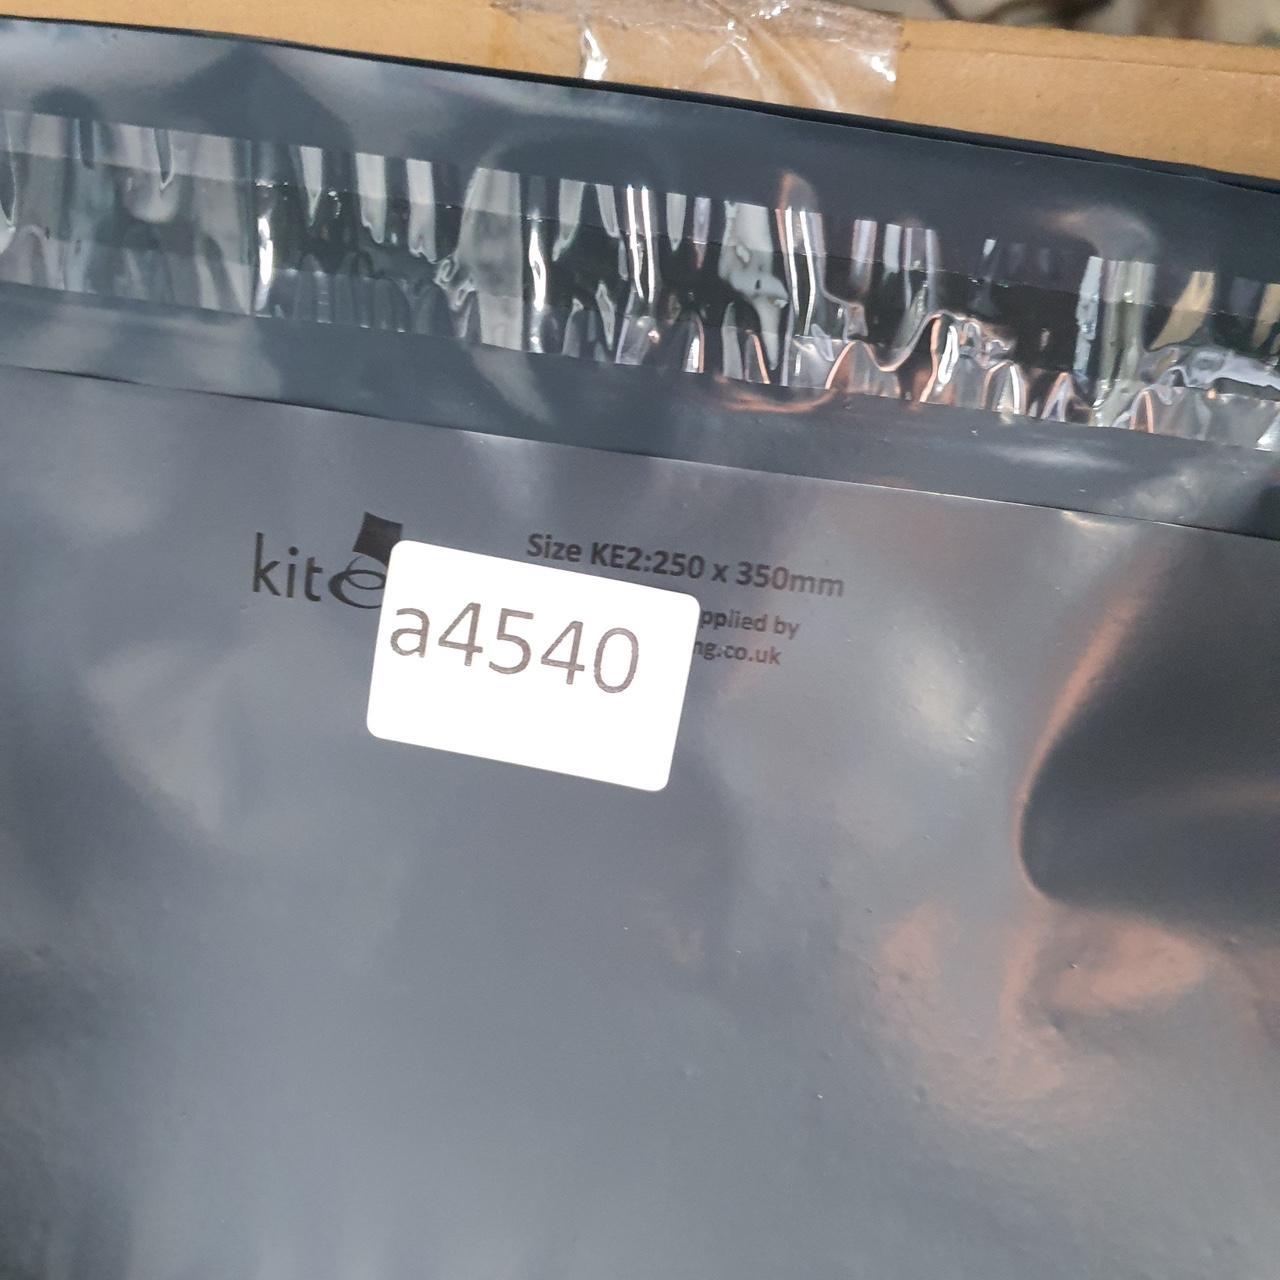 kite
Size KE2:250 x 350mm
pplied by
ng.co.uk
a4540